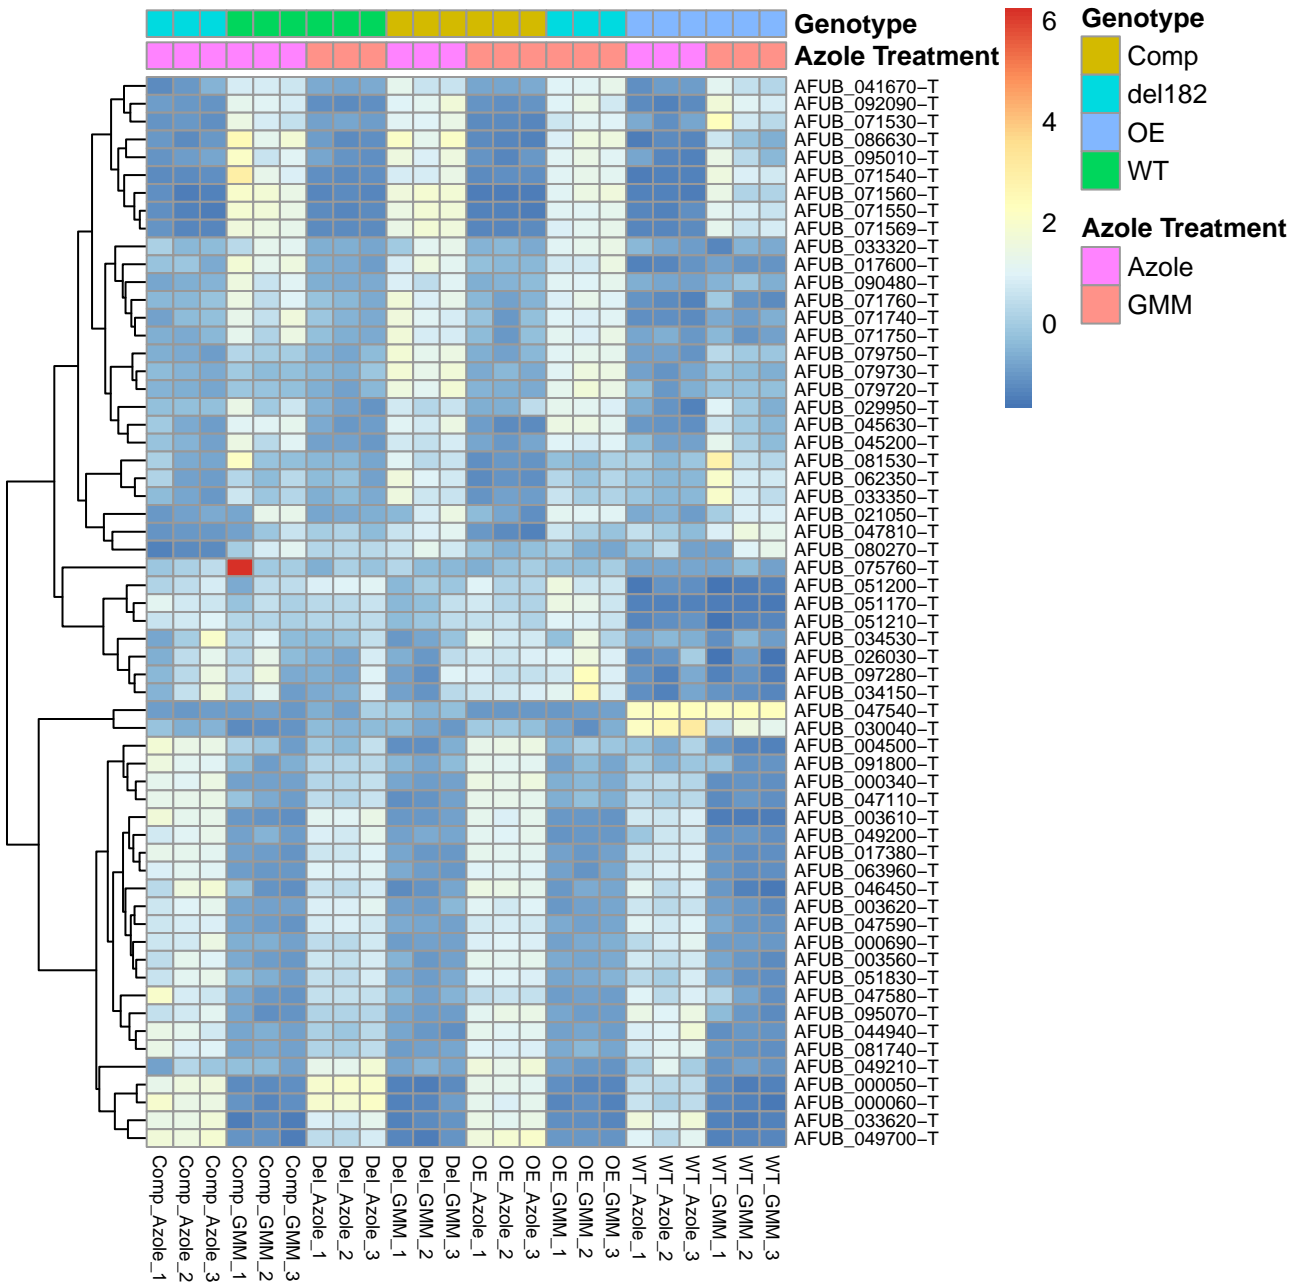 Genotype
Azole Treatment
AFUB_041670-T
AFUB_092090-T
AFUB_071530-T
AFUB_086630-T
AFUB_095010-T
AFUB_071540-T
AFUB_071560-T
AFUB_071550-T
AFUB_071569-T
AFUB_033320-T
AFUB_017600-T
AFUB_090480-T
AFUB_071760-T
AFUB_071740-T
AFUB_071750-T
AFUB_079750-T
AFUB_079730-T
AFUB_079720-T
AFUB_029950-T
AFUB_045630-T
AFUB_045200-T
AFUB_081530-T
AFUB_062350-T
AFUB_033350-T
AFUB_021050-T
AFUB_047810-T
AFUB_080270-T
AFUB_075760-T
AFUB_051200-T
AFUB_051170-T
AFUB_051210-T
AFUB_034530-T
AFUB_026030-T
AFUB_097280-T
AFUB_034150-T
AFUB_047540-T
AFUB_030040-T
AFUB_004500-T
AFUB_091800-T
AFUB_000340-T
AFUB_047110-T
AFUB_003610-T
AFUB_049200-T
AFUB_017380-T
AFUB_063960-T
AFUB_046450-T
AFUB_003620-T
AFUB_047590-T
AFUB_000690-T
AFUB_003560-T
AFUB_051830-T
AFUB_047580-T
AFUB_095070-T
AFUB_044940-T
AFUB_081740-T
AFUB_049210-T
AFUB_000050-T
AFUB_000060-T
AFUB_033620-T
AFUB_049700-T
Comp_Azole_1
Comp_Azole_2
Comp_Azole_3
Comp_GMM_1
Comp_GMM_2
Comp_GMM_3
Del_Azole_1
Del_Azole_2
Del_Azole_3
Del_GMM_1
Del_GMM_2
Del_GMM_3
OE_Azole_1
OE_Azole_2
OE_Azole_3
OE_GMM_1
OE_GMM_2
OE_GMM_3
WT_Azole_1
WT_Azole_2
WT_Azole_3
WT_GMM_1
WT_GMM_2
WT_GMM_3
6
4
2
0
Genotype
Comp
del182
OE
WT
Azole Treatment
Azole
GMM